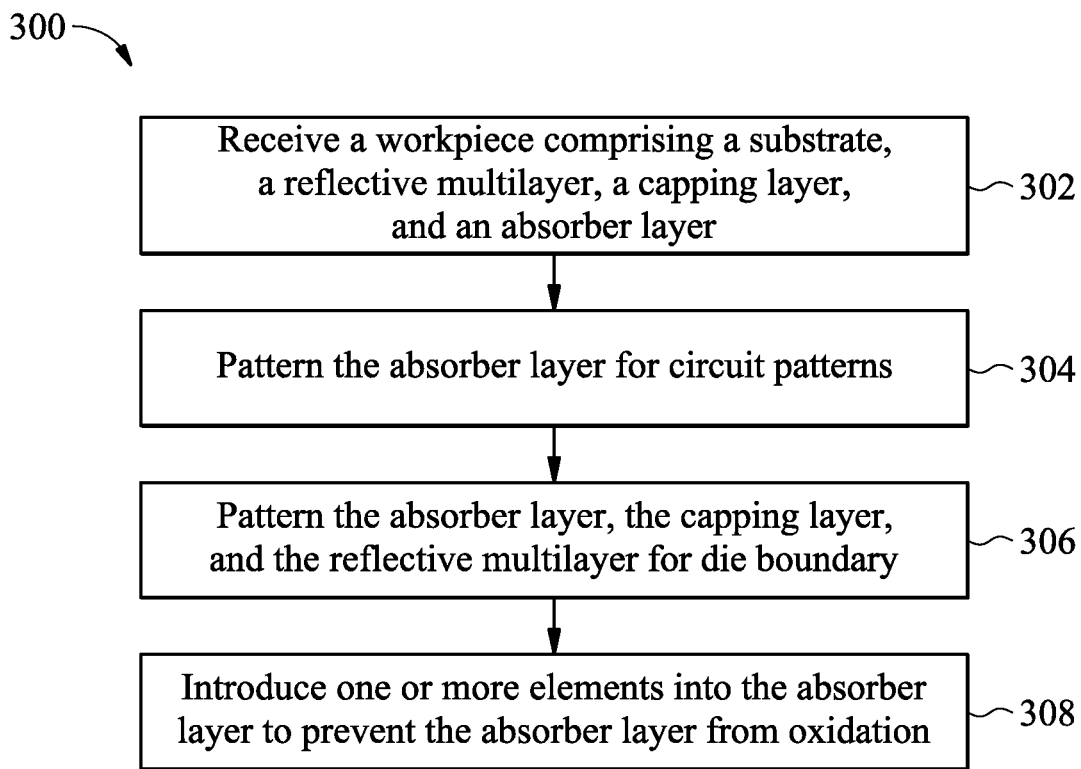 300
Receive a workpiece comprising a substrate,
a reflective multilayer, a capping layer,
and an absorber layer
302
Pattern the absorber layer for circuit patterns
304
Pattern the absorber layer, the capping layer,
and the reflective multilayer for die boundary
306
Introduce one or more elements into the absorber
layer to prevent the absorber layer from oxidation
308